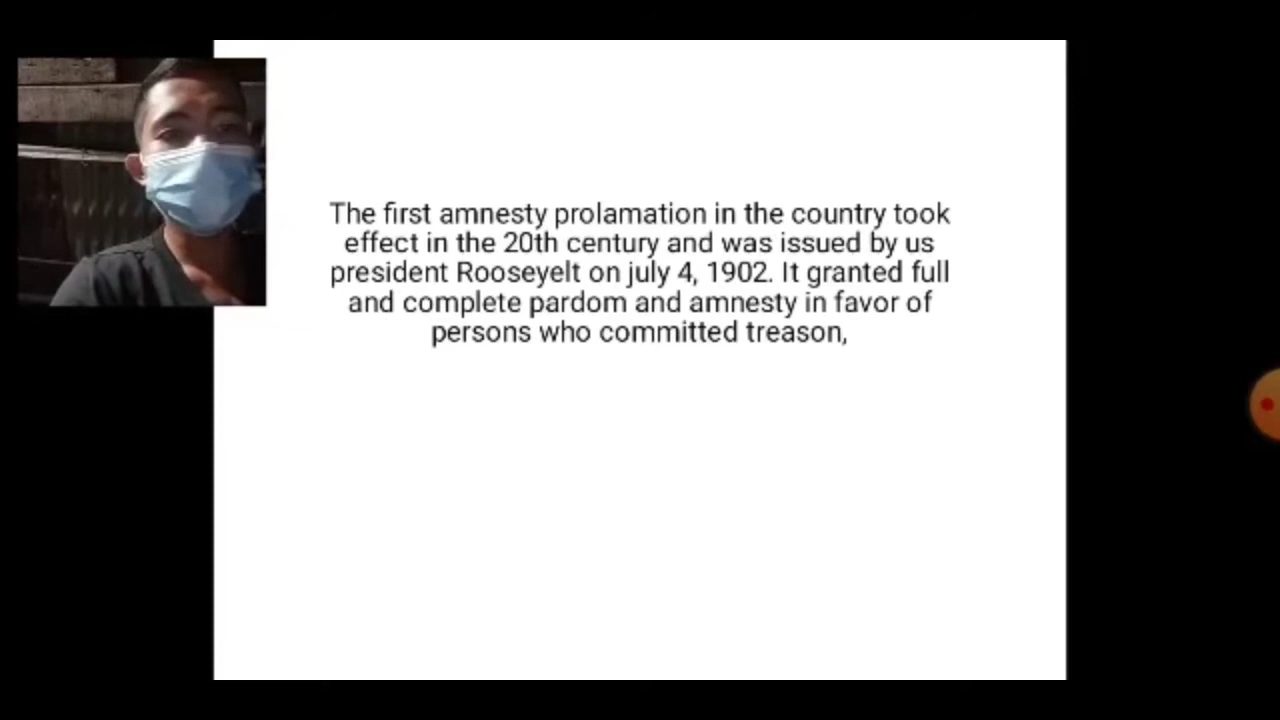 The first amnesty prolamation in the country took
effect in the 20th century and was issued by us
president Rooseyelt on july 4, 1902. It granted full
and complete pardom and amnesty in favor of
persons who committed treason,